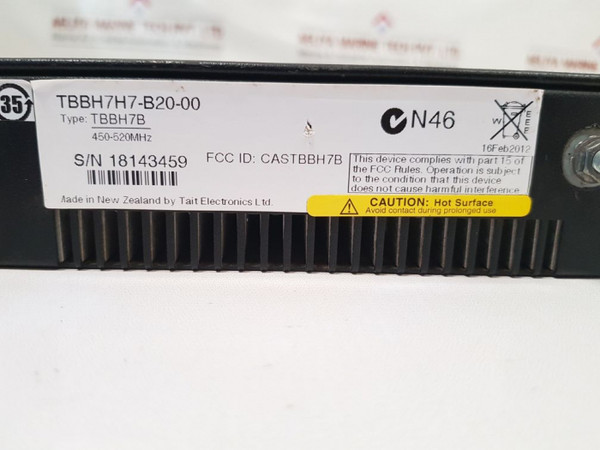 35
TBBH7H7-B20-00
Type: TBBH7B
450-520MHz
S/N 18143459
FCC ID: CASTBBH7B
Made in New Zealand by Tait Electronics Ltd.
N46
WEEE
16Feb2012
This device complies with part 15 of
the FCC Rules. Operation is subject
to the condition that this device
does not cause harmful interference
CAUTION: Hot Surface
Avoid contact during prolonged use